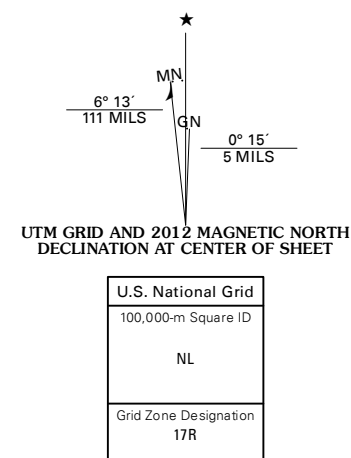 ★
M.N.
6° 13´
111 MILS
GN
0° 15´
5 MILS
UTM GRID AND 2012 MAGNETIC NORTH
DECLINATION AT CENTER OF SHEET
U.S. National Grid
100,000-m Square ID
NL
Grid Zone Designation
17R